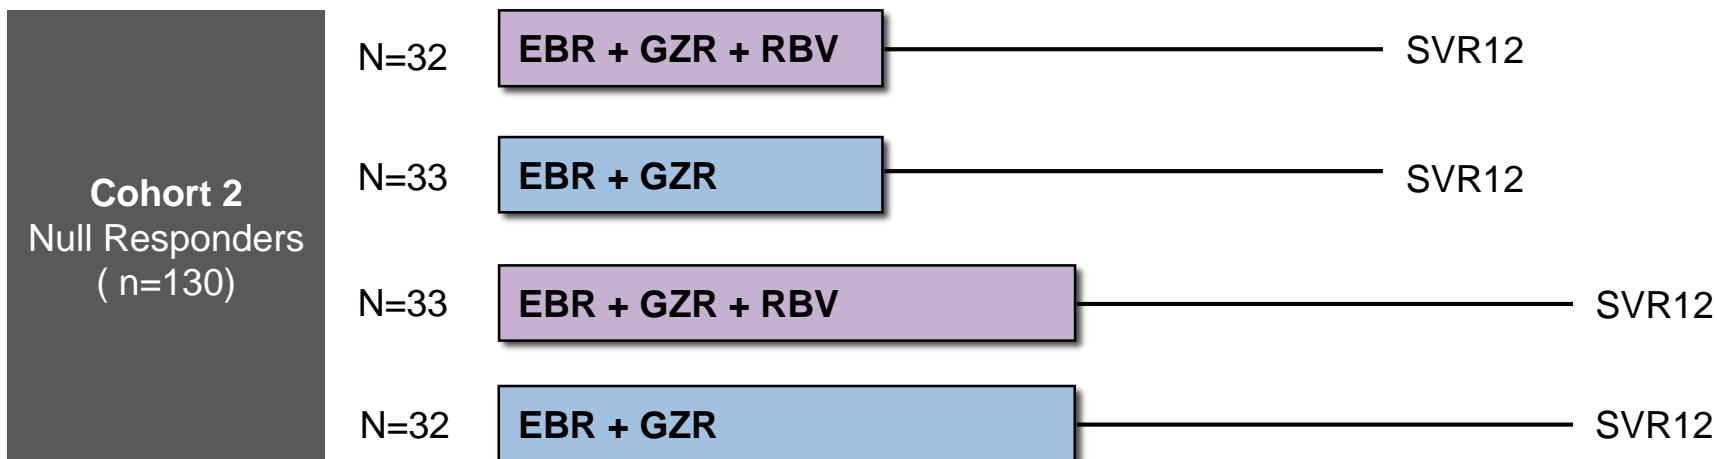 Cohort 2
Null Responders
( n=130)
N=32
EBR + GZR + RBV
SVR12
N=33
EBR + GZR
SVR12
N=33
EBR + GZR + RBV
SVR12
N=32
EBR + GZR
SVR12